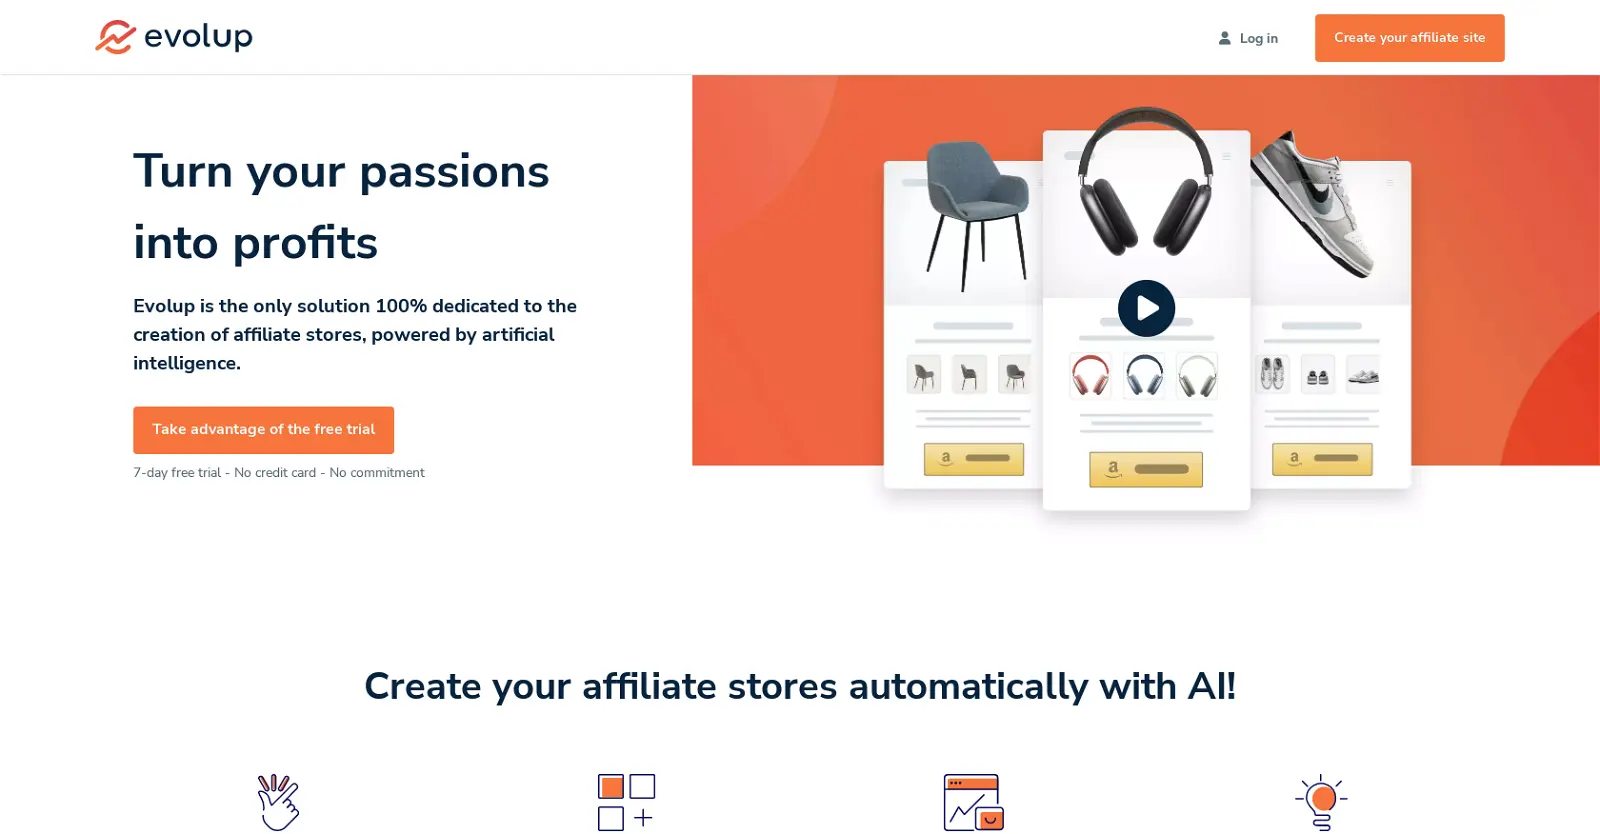 evolup
Log in
Create your affiliate site
Turn your passions
into profits
Evolup is the only solution 100% dedicated to the
creation of affiliate stores, powered by artificial
intelligence.
Take advantage of the free trial
7-day free trial - No credit card - No commitment
a
a
a
Create your affiliate stores automatically with AI!